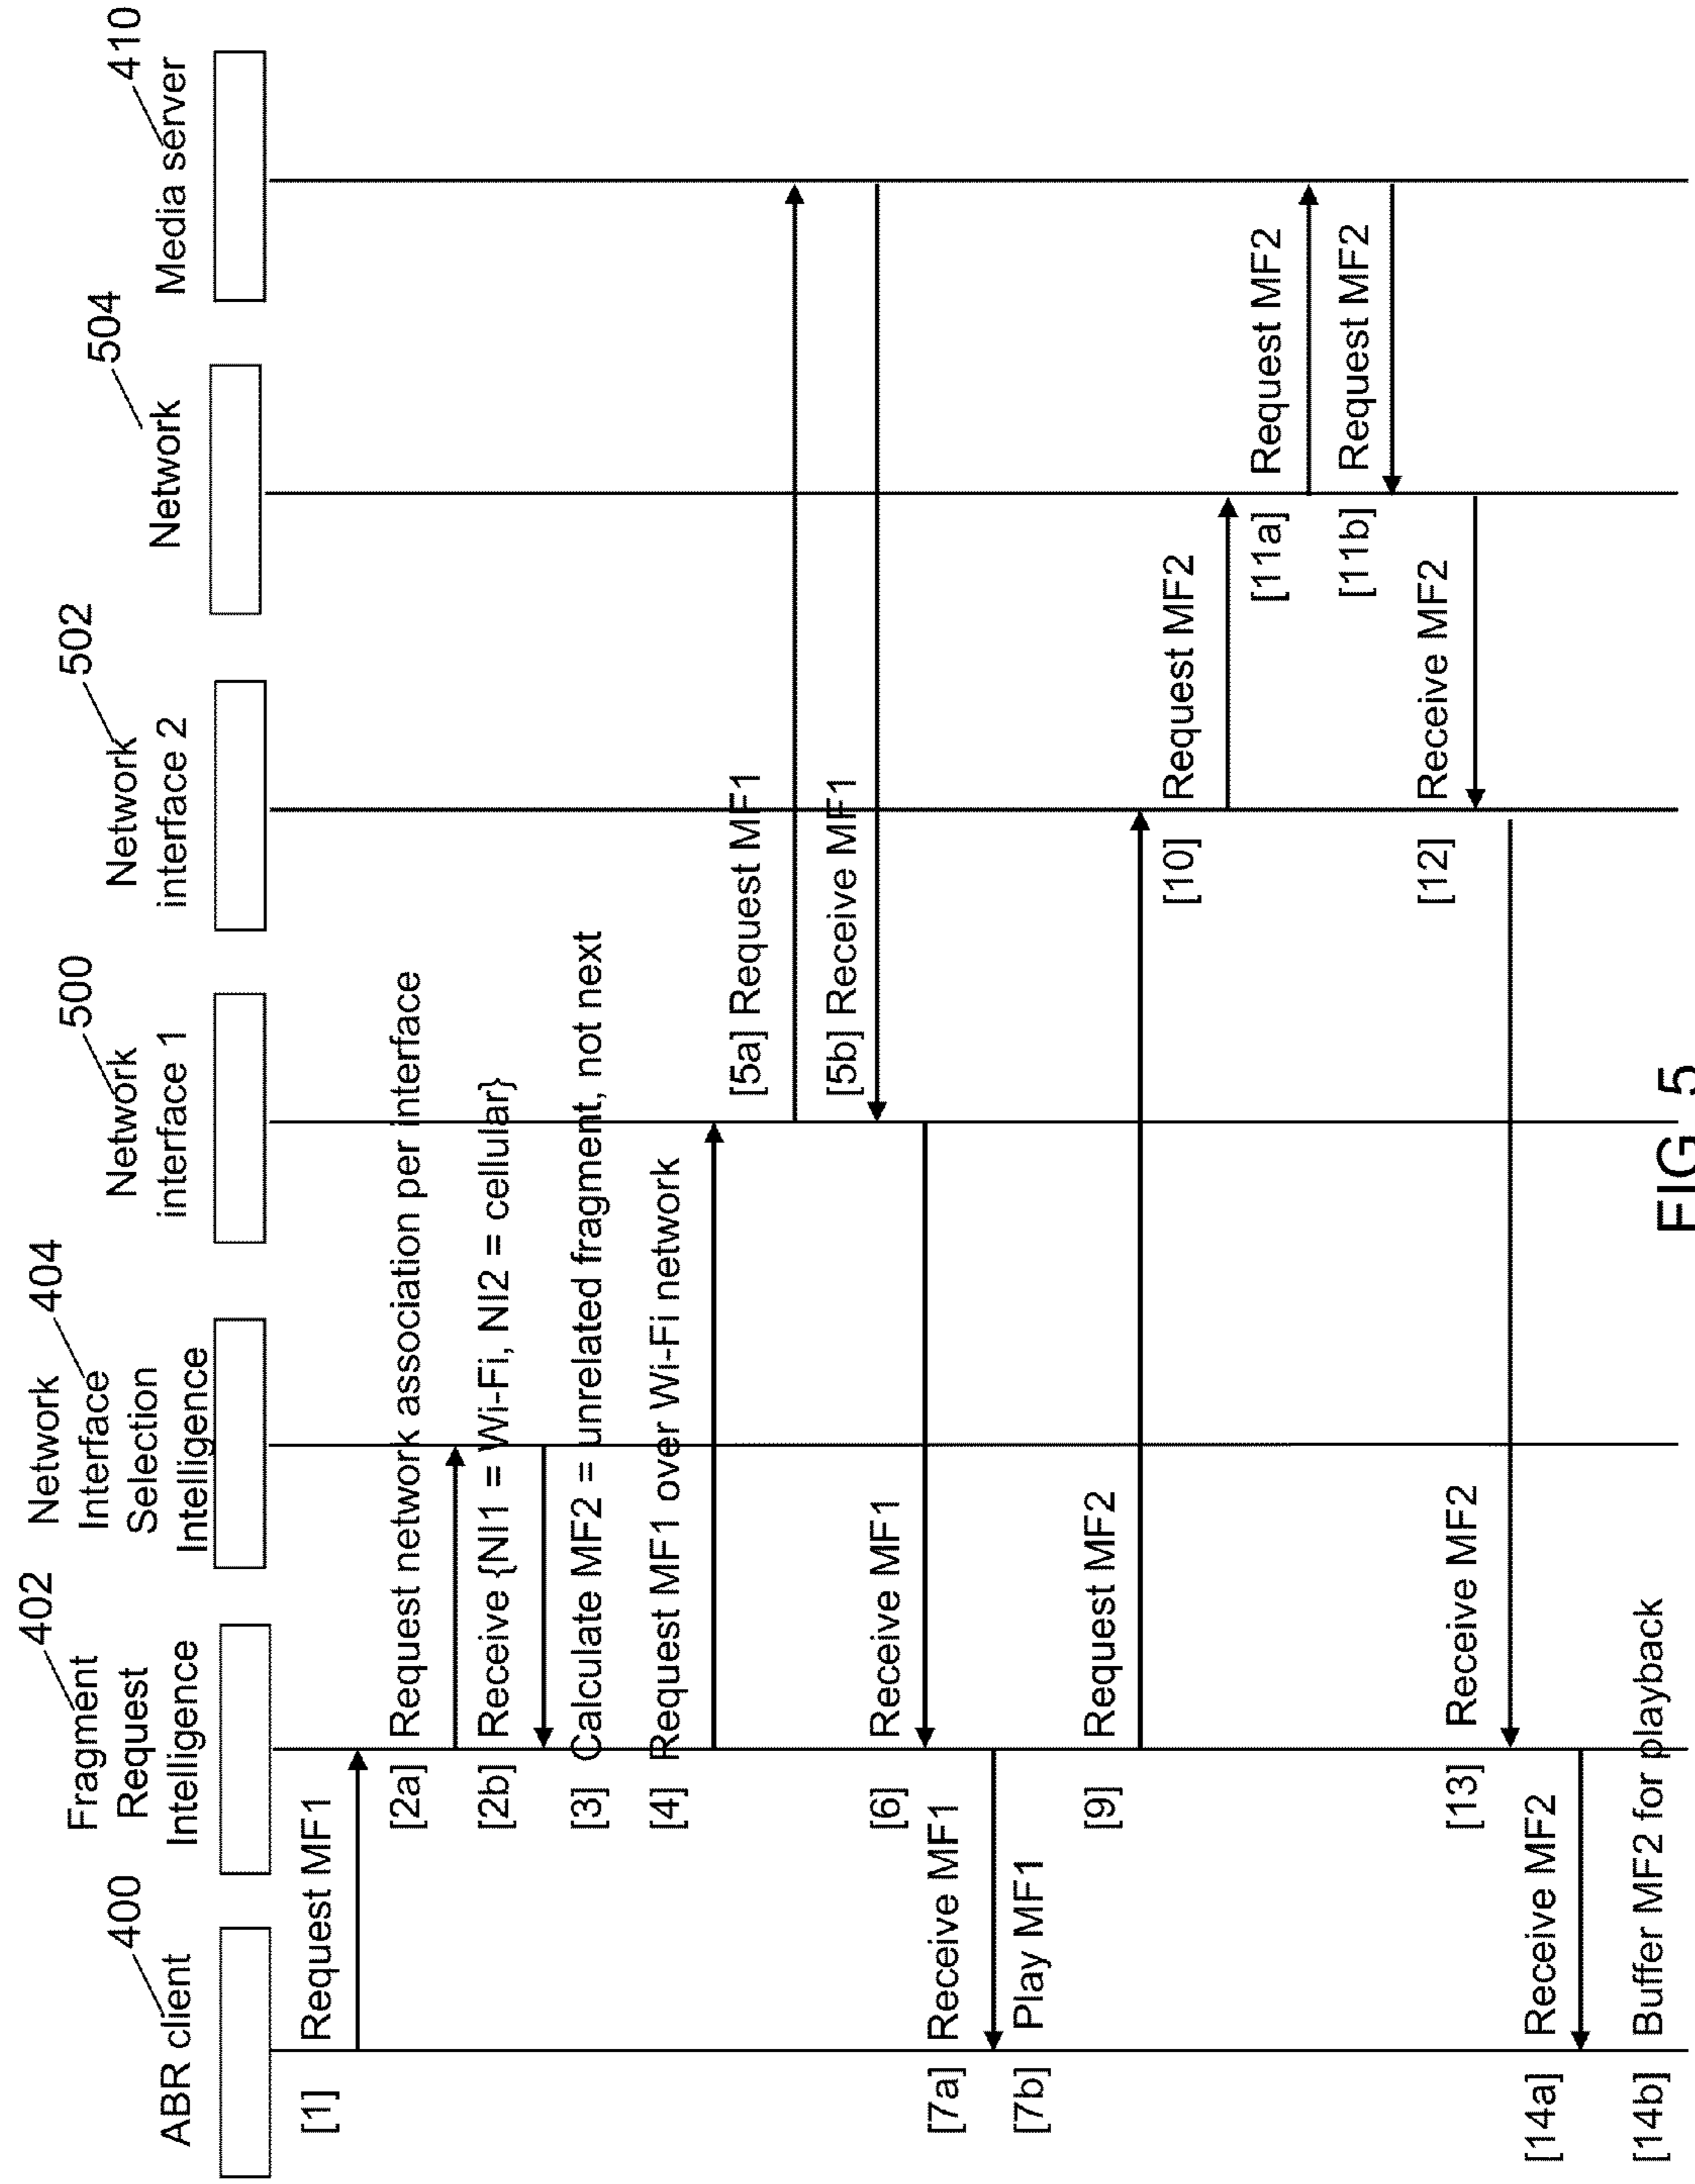 ABR client
400
Fragment
Request
Intelligence
402
Network
Interface
Selection
Intelligence
404
Network
interface 1
500
Network
interface 2
502
Network
504
Media server
410
[1] Request MF1
[2a] Request network association per interface
[2b] Receive {NI1 = Wi-Fi, NI2 = cellular}
[3] Calculate MF2 = unrelated fragment, not next
[4] Request MF1 over Wi-Fi network
[5a] Request MF1
[5b] Receive MF1
[6] Receive MF1
[7a] Receive MF1
[7b] Play MF1
[9] Request MF2
[10] Request MF2
[11a] Request MF2
[11b] Request MF2
[12] Receive MF2
[13] Receive MF2
[14a] Receive MF2
[14b] Buffer MF2 for playback
FIG. 5